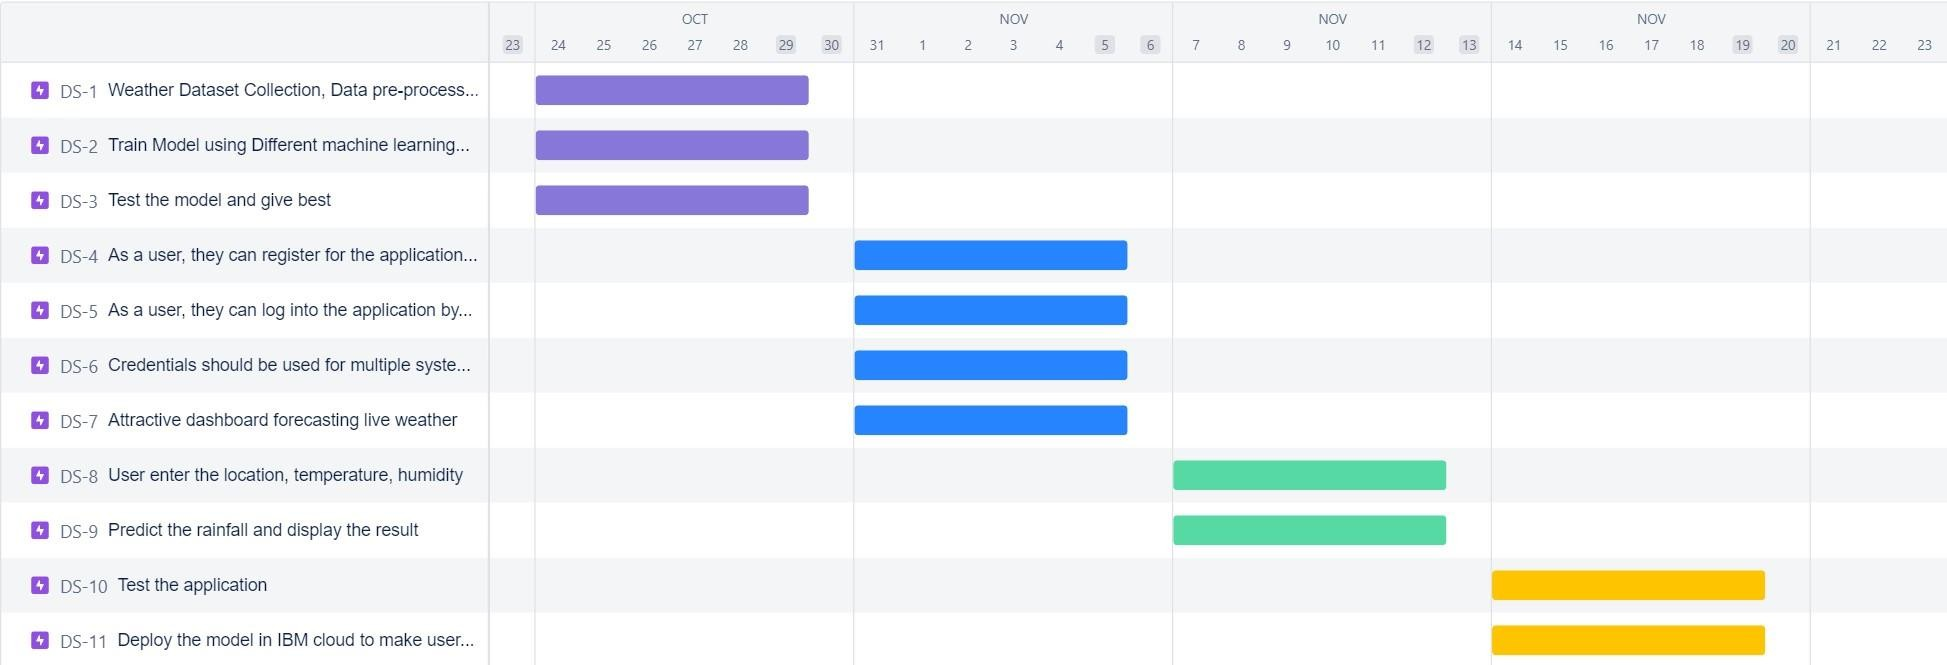 OCT NOV NOV NOV
23 24 25 26 27 28 29 30 31 1 2 3 4 5 6 7 8 9 10 11 12 13 14 15 16 17 18 19 20 21 22 23
DS-1 Weather Dataset Collection, Data pre-process...
DS-2 Train Model using Different machine learning...
DS-3 Test the model and give best
DS-4 As a user, they can register for the application...
DS-5 As a user, they can log into the application by...
DS-6 Credentials should be used for multiple syste...
DS-7 Attractive dashboard forecasting live weather
DS-8 User enter the location, temperature, humidity
DS-9 Predict the rainfall and display the result
DS-10 Test the application
DS-11 Deploy the model in IBM cloud to make user...